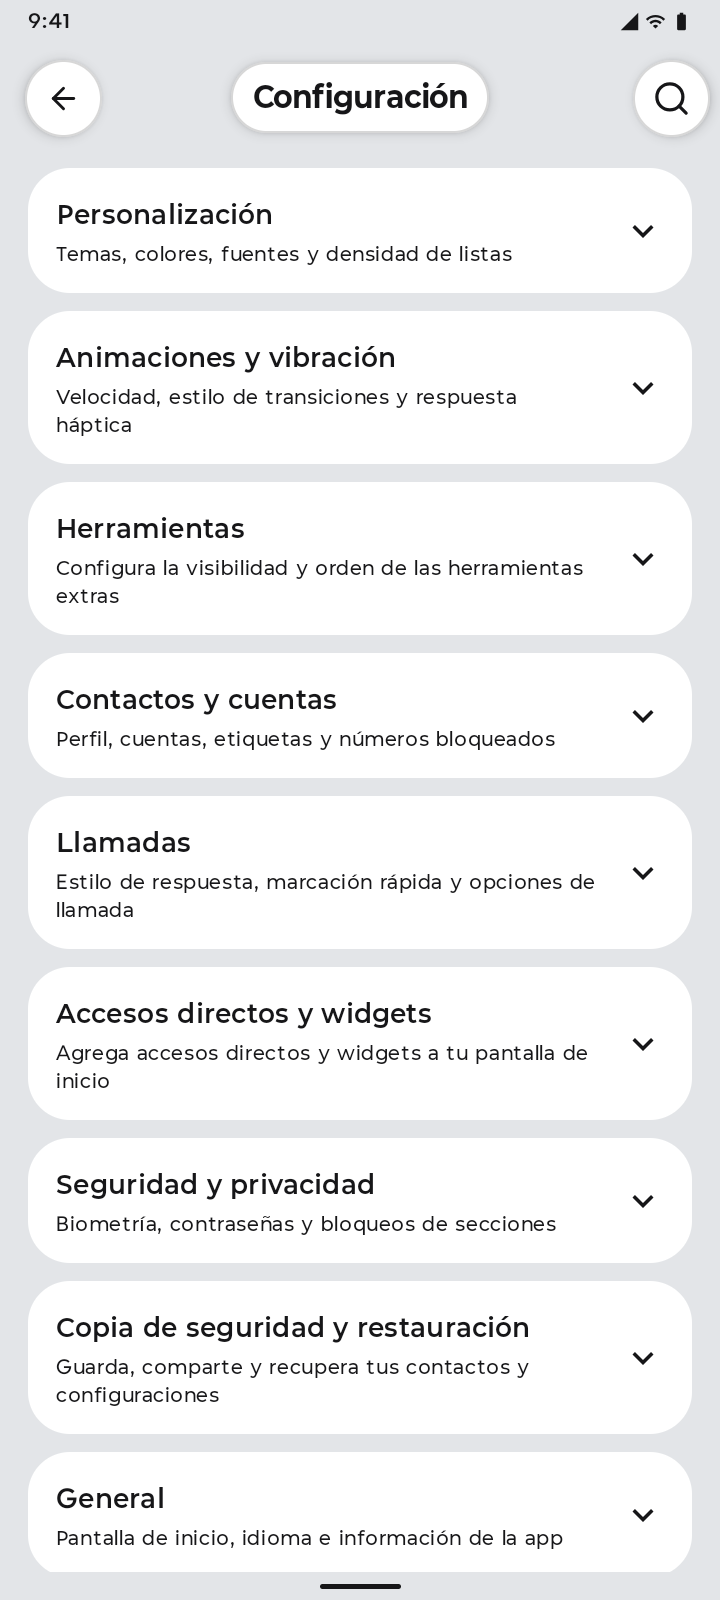 9:41
Configuración
Personalización
Temas, colores, fuentes y densidad de listas
Animaciones y vibración
Velocidad, estilo de transiciones y respuesta
háptica
Herramientas
Configura la visibilidad y orden de las herramientas
extras
Contactos y cuentas
Perfil, cuentas, etiquetas y números bloqueados
Llamadas
Estilo de respuesta, marcación rápida y opciones de
llamada
Accesos directos y widgets
Agrega accesos directos y widgets a tu pantalla de
inicio
Seguridad y privacidad
Biometría, contraseñas y bloqueos de secciones
Copia de seguridad y restauración
Guarda, comparte y recupera tus contactos y
configuraciones
General
Pantalla de inicio, idioma e información de la app